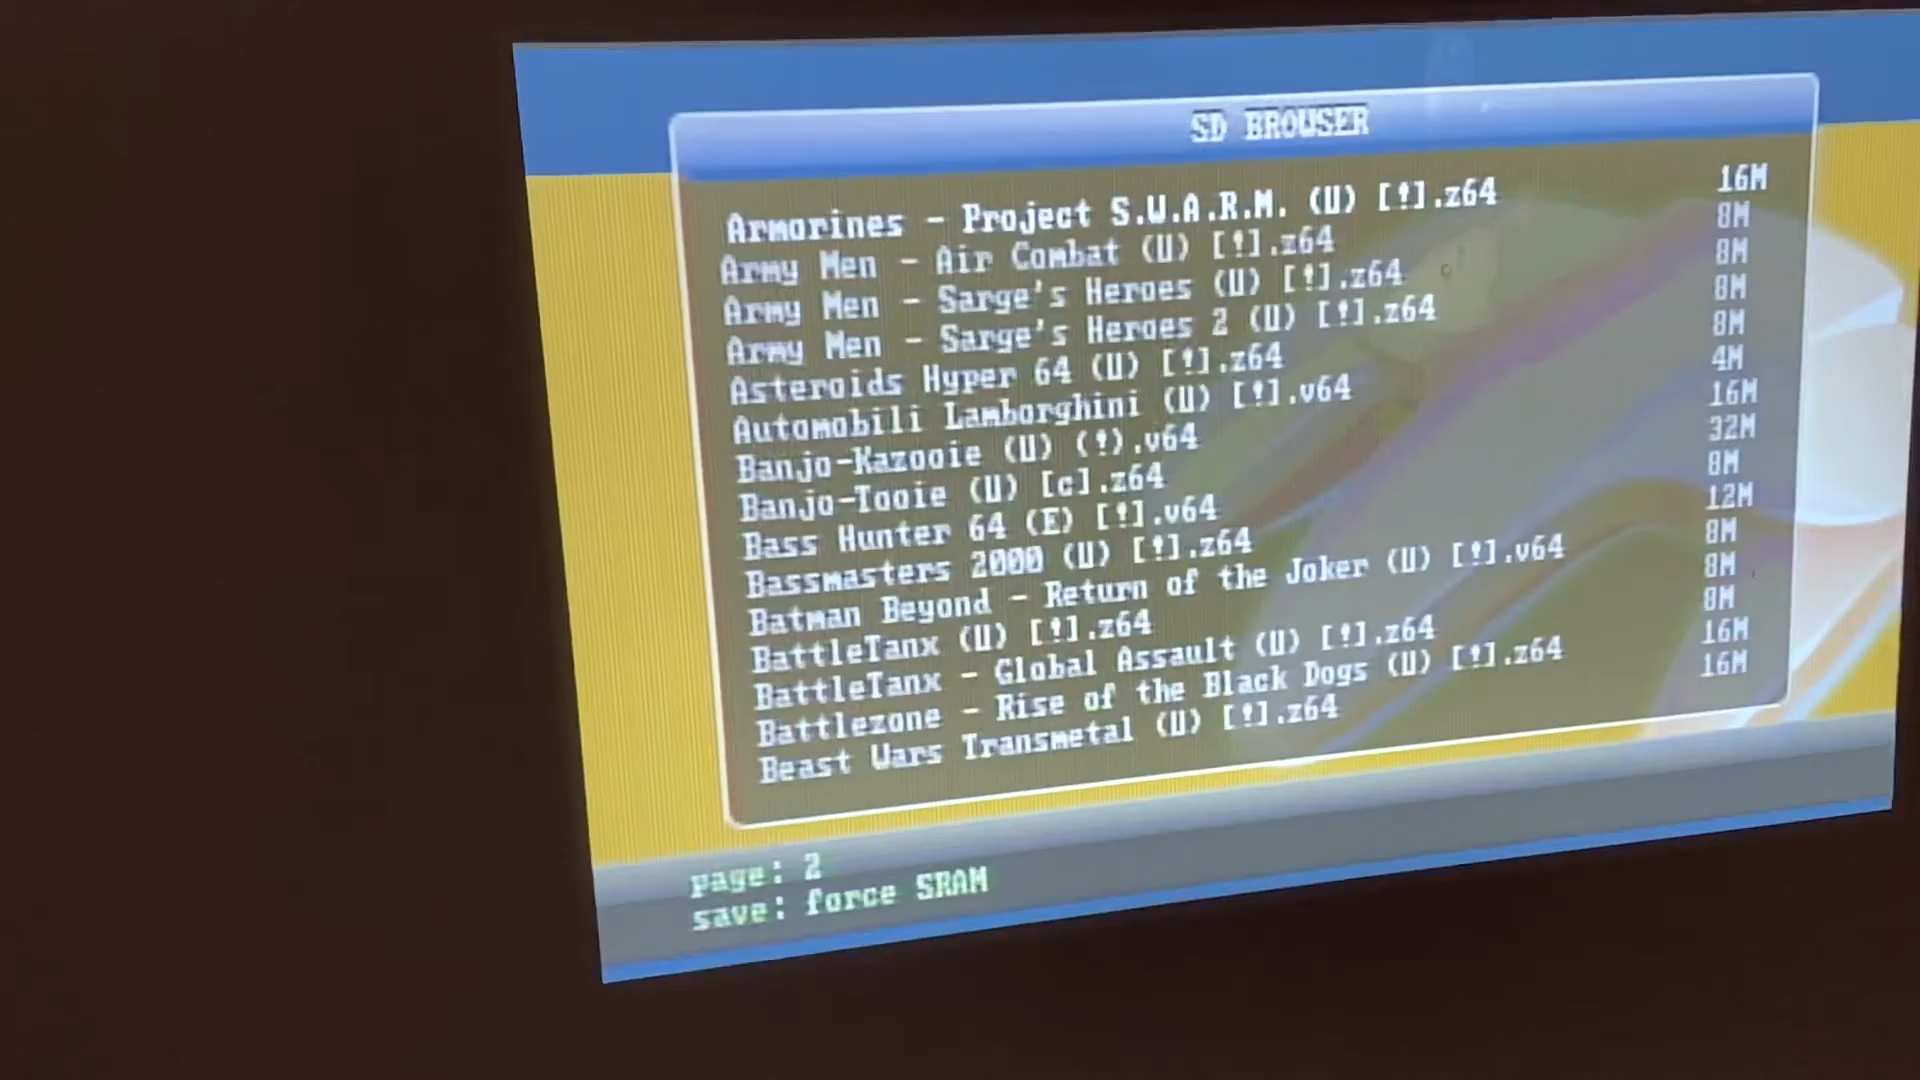 SD BROWSER
Armorines - Project S.W.A.R.M. (U) [!].z64 16M
Army Men - Air Combat (U) [!].z64 8M
Army Men - Sarge's Heroes (U) [!].z64 8M
Army Men - Sarge's Heroes 2 (U) [!].z64 8M
Asteroids Hyper 64 (U) [!].z64 8M
Automobili Lamborghini (U) [!].v64 4M
Banjo-Kazooie (U) (!).v64 16M
Banjo-Tooie (U) [c].z64 32M
Bass Hunter 64 (E) [!].v64 8M
Bassmasters 2000 (U) [!].z64 12M
Batman Beyond - Return of the Joker (U) [!].v64 8M
BattleTanx (U) [!].z64 8M
BattleTanx - Global Assault (U) [!].z64 8M
Battlezone - Rise of the Black Dogs (U) [!].z64 16M
Beast Wars Transmetal (U) [!].z64 16M
page: 2
save: force SRAM